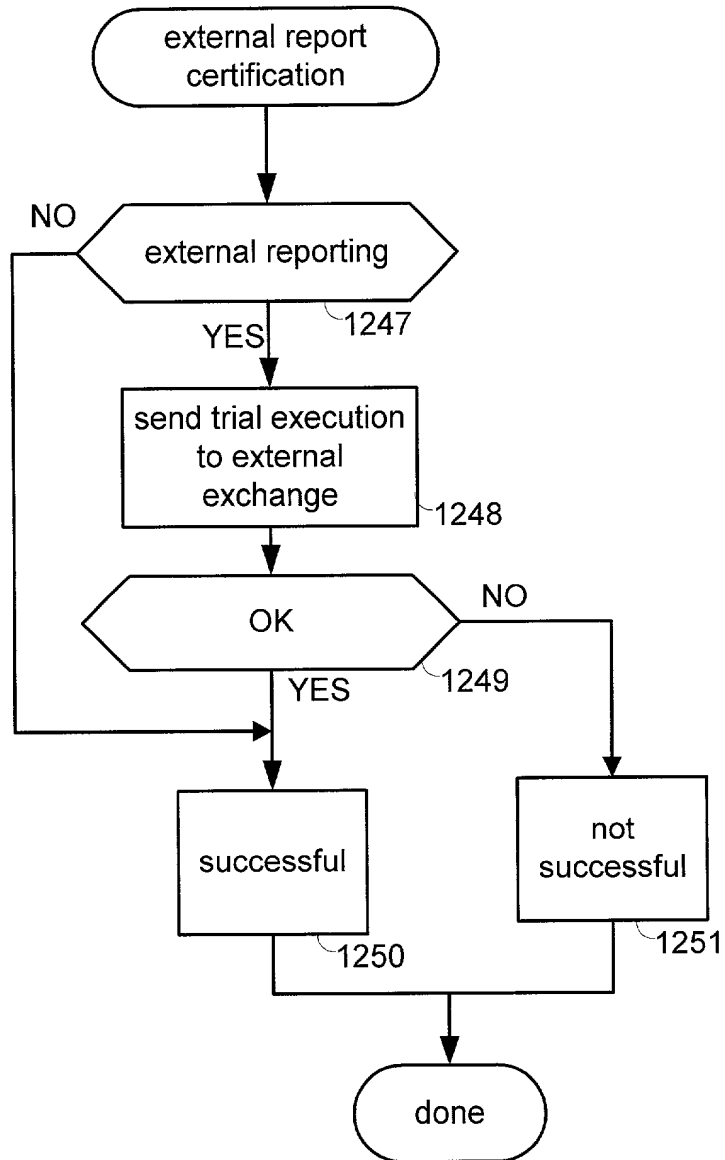 external report
certification
NO
external reporting
1247
YES
send trial execution
to external
exchange
1248
NO
OK
1249
YES
successful
1250
not
successful
1251
done